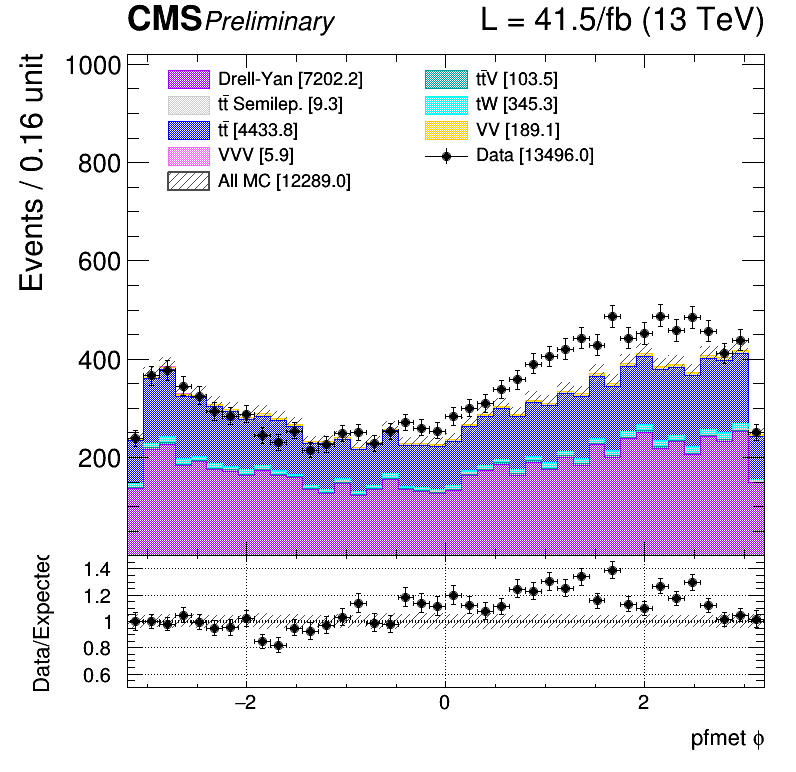 CMS Preliminary L = 41.5/fb (13 TeV)
Events / 0.16 unit
1000
800
600
400
200
Drell-Yan [7202.2]
tt̄ Semilep. [9.3]
tt̄ [4433.8]
VVV [5.9]
All MC [12289.0]
tt̄V [103.5]
tW [345.3]
VV [189.1]
Data [13496.0]
Data/Expected
1.4
1.2
1
0.8
0.6
−2 0 2
pfmet ϕ